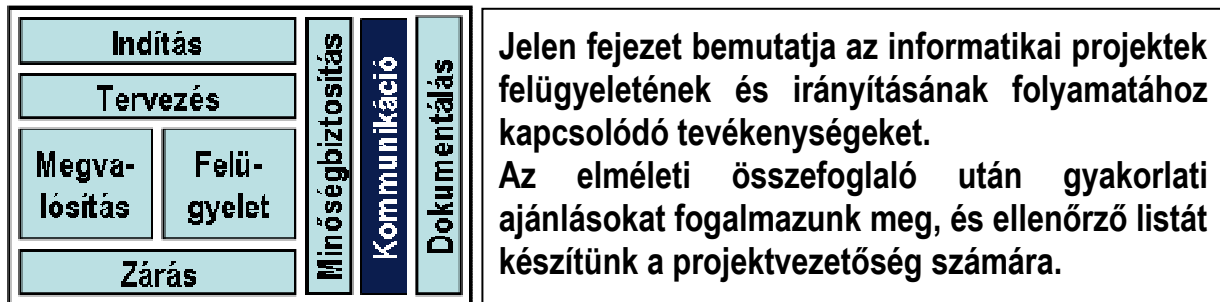 Indítás
Tervezés
Megva-
lósítás
Felü-
gyelet
Zárás
Minőségbiztosítás
Kommunikáció
Dokumentálás
Jelen fejezet bemutatja az informatikai projektek
felügyeletének és irányításának folyamatához
kapcsolódó tevékenységeket.
Az elméleti összefoglaló után gyakorlati
ajánlásokat fogalmazunk meg, és ellenőrző listát
készítünk a projektvezetőség számára.